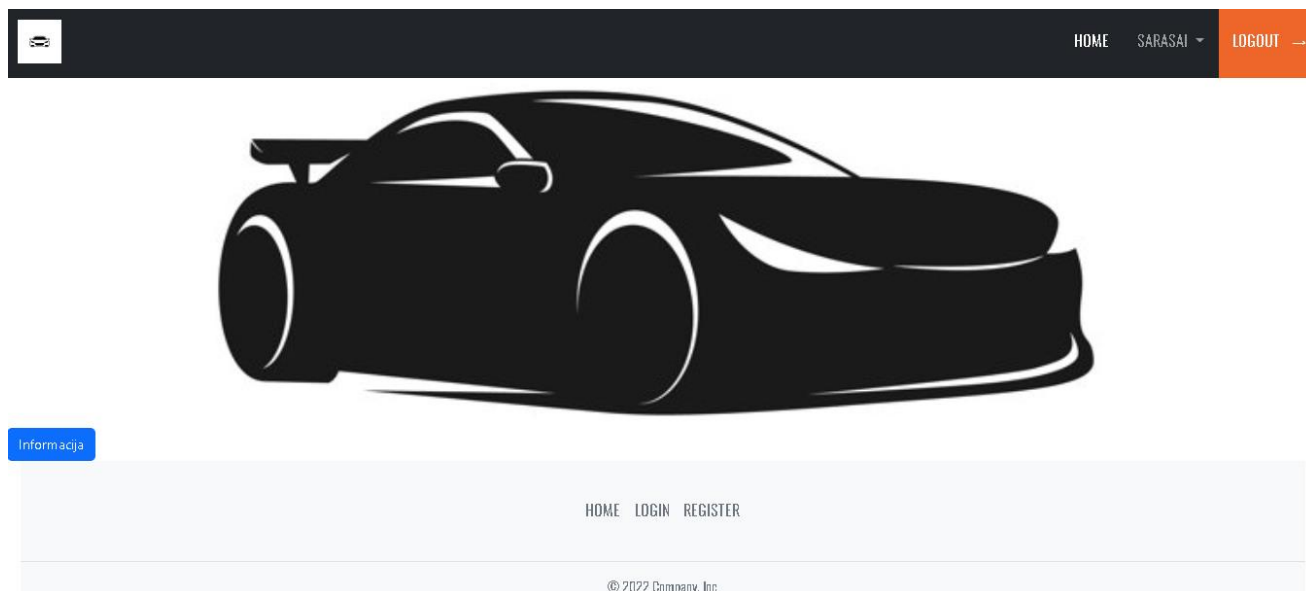 HOME SARASAI LOGOUT →
Informacija
HOME LOGIN REGISTER
© 2022 Company, Inc